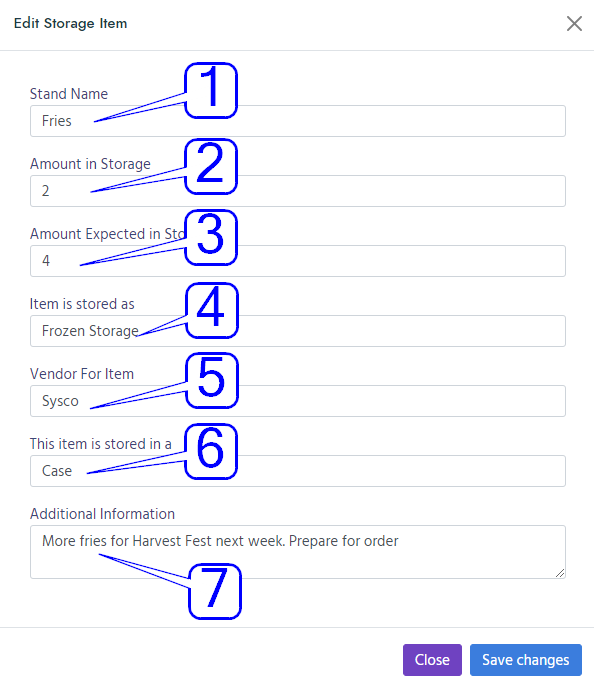 Edit Storage Item
Stand Name
1
Fries
Amount in Storage
2
2
Amount Expected in Sto
3
4
Item is stored as
4
Frozen Storage
Vendor For Item
5
Sysco
This item is stored in a
6
Case
Additional Information
More fries for Harvest Fest next week. Prepare for order
7
Close
Save changes